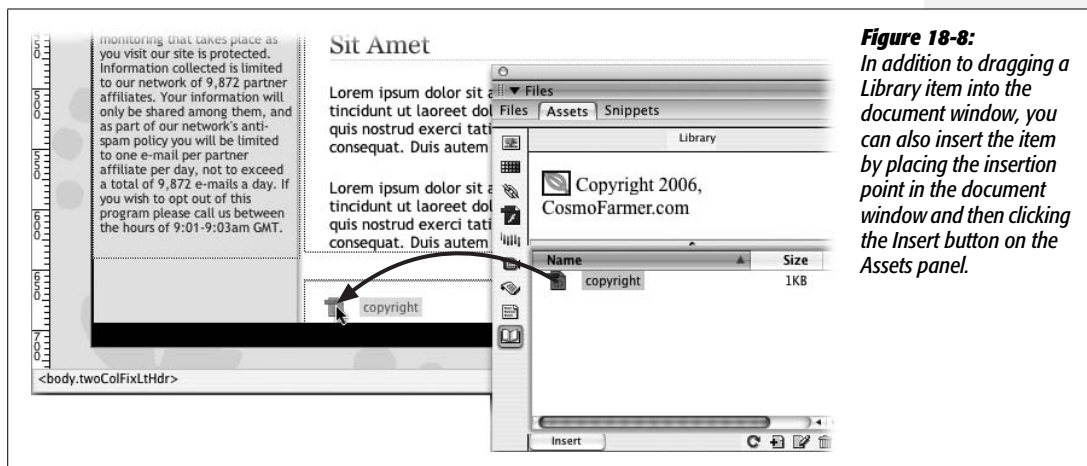 monitoring that takes place as
you visit our site is protected.
Information collected is limited
to our network of 9,872 partner
affiliates. Your information will
only be shared among them, and
as part of our network's anti-
spam policy you will be limited
to one e-mail per partner
affiliate per day, not to exceed
a total of 9,872 e-mails a day. If
you wish to opt out of this
program please call us between
the hours of 9:01-9:03am GMT.
Sit Amet
Lorem ipsum dolor sit
tincidunt ut laoreet
quis nostrud exerci
consequat. Duis autem
Lorem ipsum dolor sit
tincidunt ut laoreet
quis nostrud exerci
consequat. Duis autem
copyright
500
550
600
650
700
<body.twoColFixLtHdr>
Files
Files Assets Snippets
Library
Copyright 2006,
CosmoFarmer.com
Name Size
copyright 1KB
Insert
Figure 18-8:
In addition to dragging a
Library item into the
document window, you
can also insert the item
by placing the insertion
point in the document
window and then clicking
the Insert button on the
Assets panel.